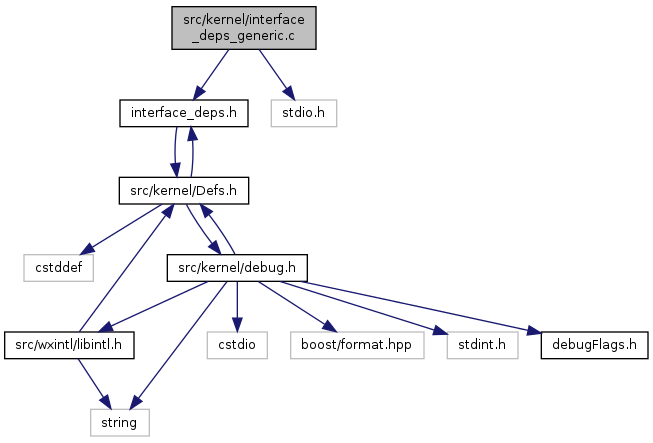 src/kernel/interface
_deps_generic.c
interface_deps.h
stdio.h
src/kernel/Defs.h
cstddef
src/kernel/debug.h
src/wxintl/libintl.h
cstdio
boost/format.hpp
stdint.h
debugFlags.h
string